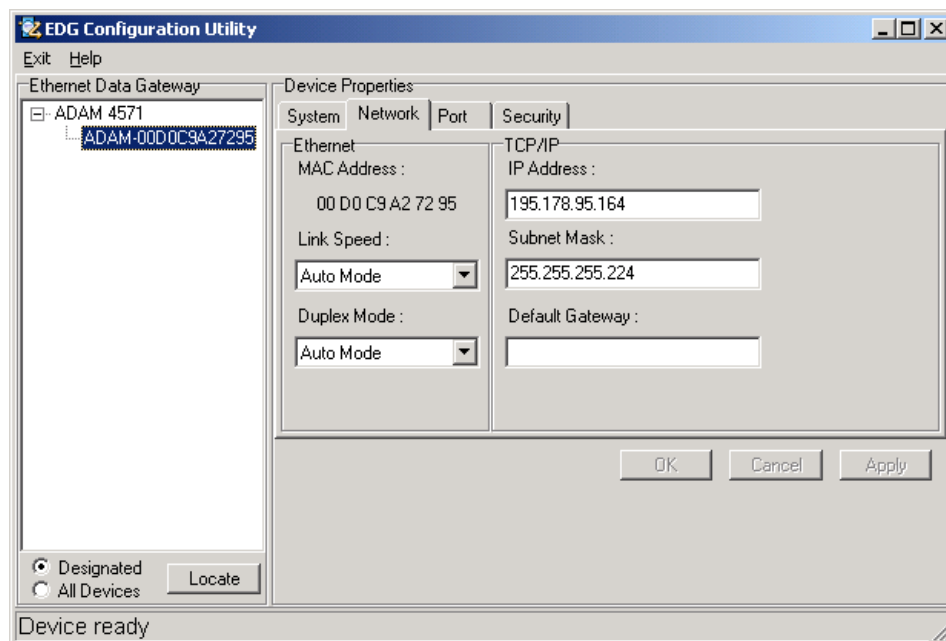 EDG Configuration Utility
Exit Help
Ethernet Data Gateway
ADAM 4571
ADAM-00D0C9A27295
Designated
All Devices
Locate
Device Properties
System Network Port Security
Ethernet
MAC Address :
00 D0 C9 A2 72 95
Link Speed :
Auto Mode
Duplex Mode :
Auto Mode
TCP/IP
IP Address :
195.178.95.164
Subnet Mask :
255.255.255.224
Default Gateway :
OK Cancel Apply
Device ready